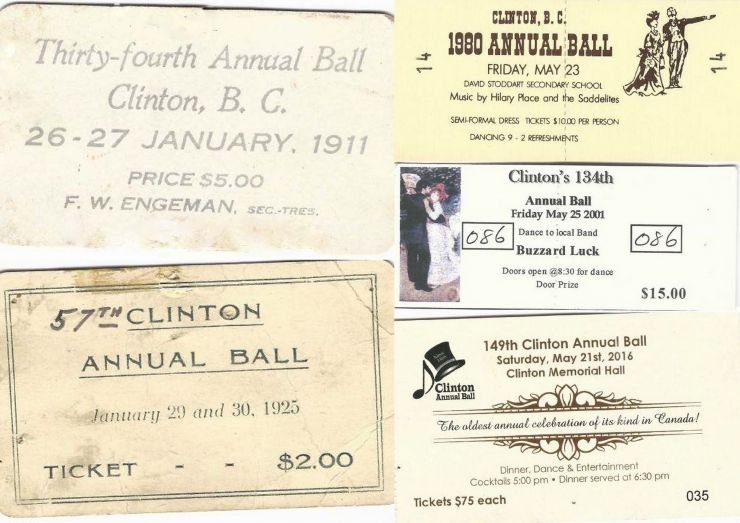 Thirty-fourth Annual Ball
Clinton, B. C.
26-27 JANUARY, 1911
PRICE $5.00
F. W. ENGEMAN, SEC.-TRES.
57TH CLINTON
ANNUAL BALL
January 29 and 30, 1925
TICKET - - $2.00
CLINTON, B.C.
1980 ANNUAL BALL
14
14
FRIDAY, MAY 23
DAVID STODDART SECONDARY SCHOOL
Music by Hilary Place and the Saddelites
SEMI-FORMAL DRESS TICKETS $10.00 PER PERSON
DANCING 9 - 2 REFRESHMENTS
Clinton's 134th
Annual Ball
Friday May 25 2001
086
Dance to local Band
086
Buzzard Luck
Doors open @8:30 for dance
Door Prize
$15.00
149th Clinton Annual Ball
Saturday, May 21st, 2016
Clinton Memorial Hall
Clinton
Annual Ball
The oldest annual celebration of its kind in Canada!
Dinner, Dance & Entertainment
Cocktails 5:00 pm • Dinner served at 6:30 pm
Tickets $75 each
035